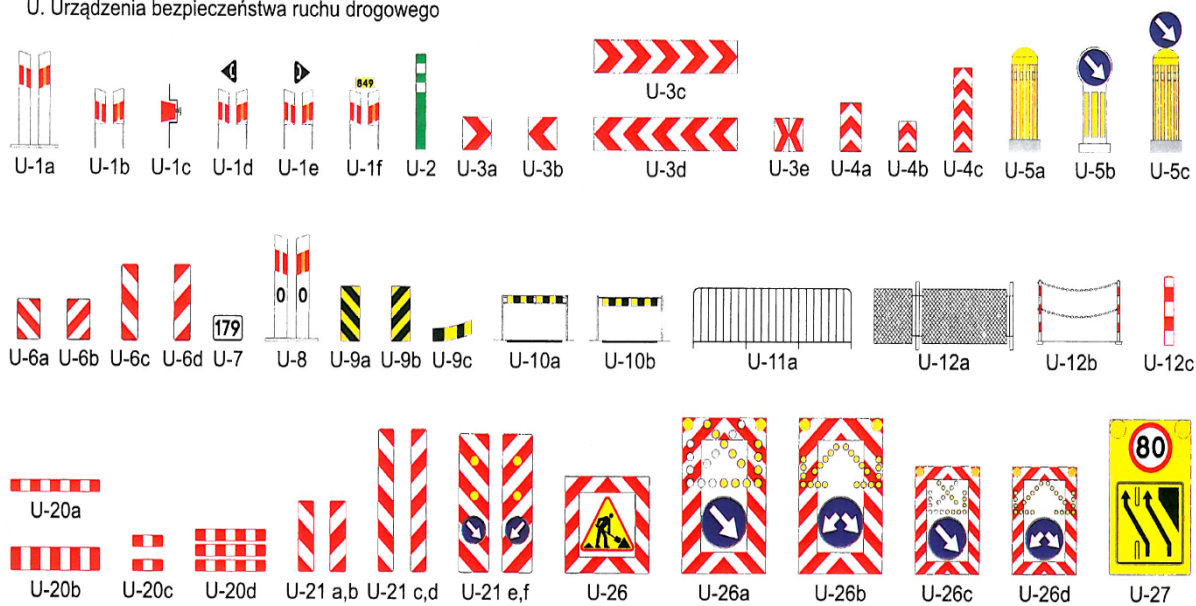 U. Urządzenia bezpieczeństwa ruchu drogowego
849
U-3c
U-1a U-1b U-1c U-1d U-1e U-1f U-2 U-3a U-3b U-3d U-3e U-4a U-4b U-4c U-5a U-5b U-5c
179
0 0
U-6a U-6b U-6c U-6d U-7 U-8 U-9a U-9b U-9c U-10a U-10b U-11a U-12a U-12b U-12c
80
U-20a
U-20b U-20c U-20d U-21 a,b U-21 c,d U-21 e,f U-26 U-26a U-26b U-26c U-26d U-27